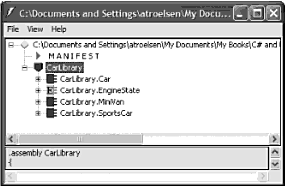 C:\Documents and Settings\atroelsen\My Docu...
File View Help
C:\Documents and Settings\atroelsen\My Documents\My Books\C# and
MANIFEST
CarLibrary
CarLibrary.Car
CarLibrary.EngineState
CarLibrary.MiniVan
CarLibrary.SportsCar
.assembly CarLibrary
{